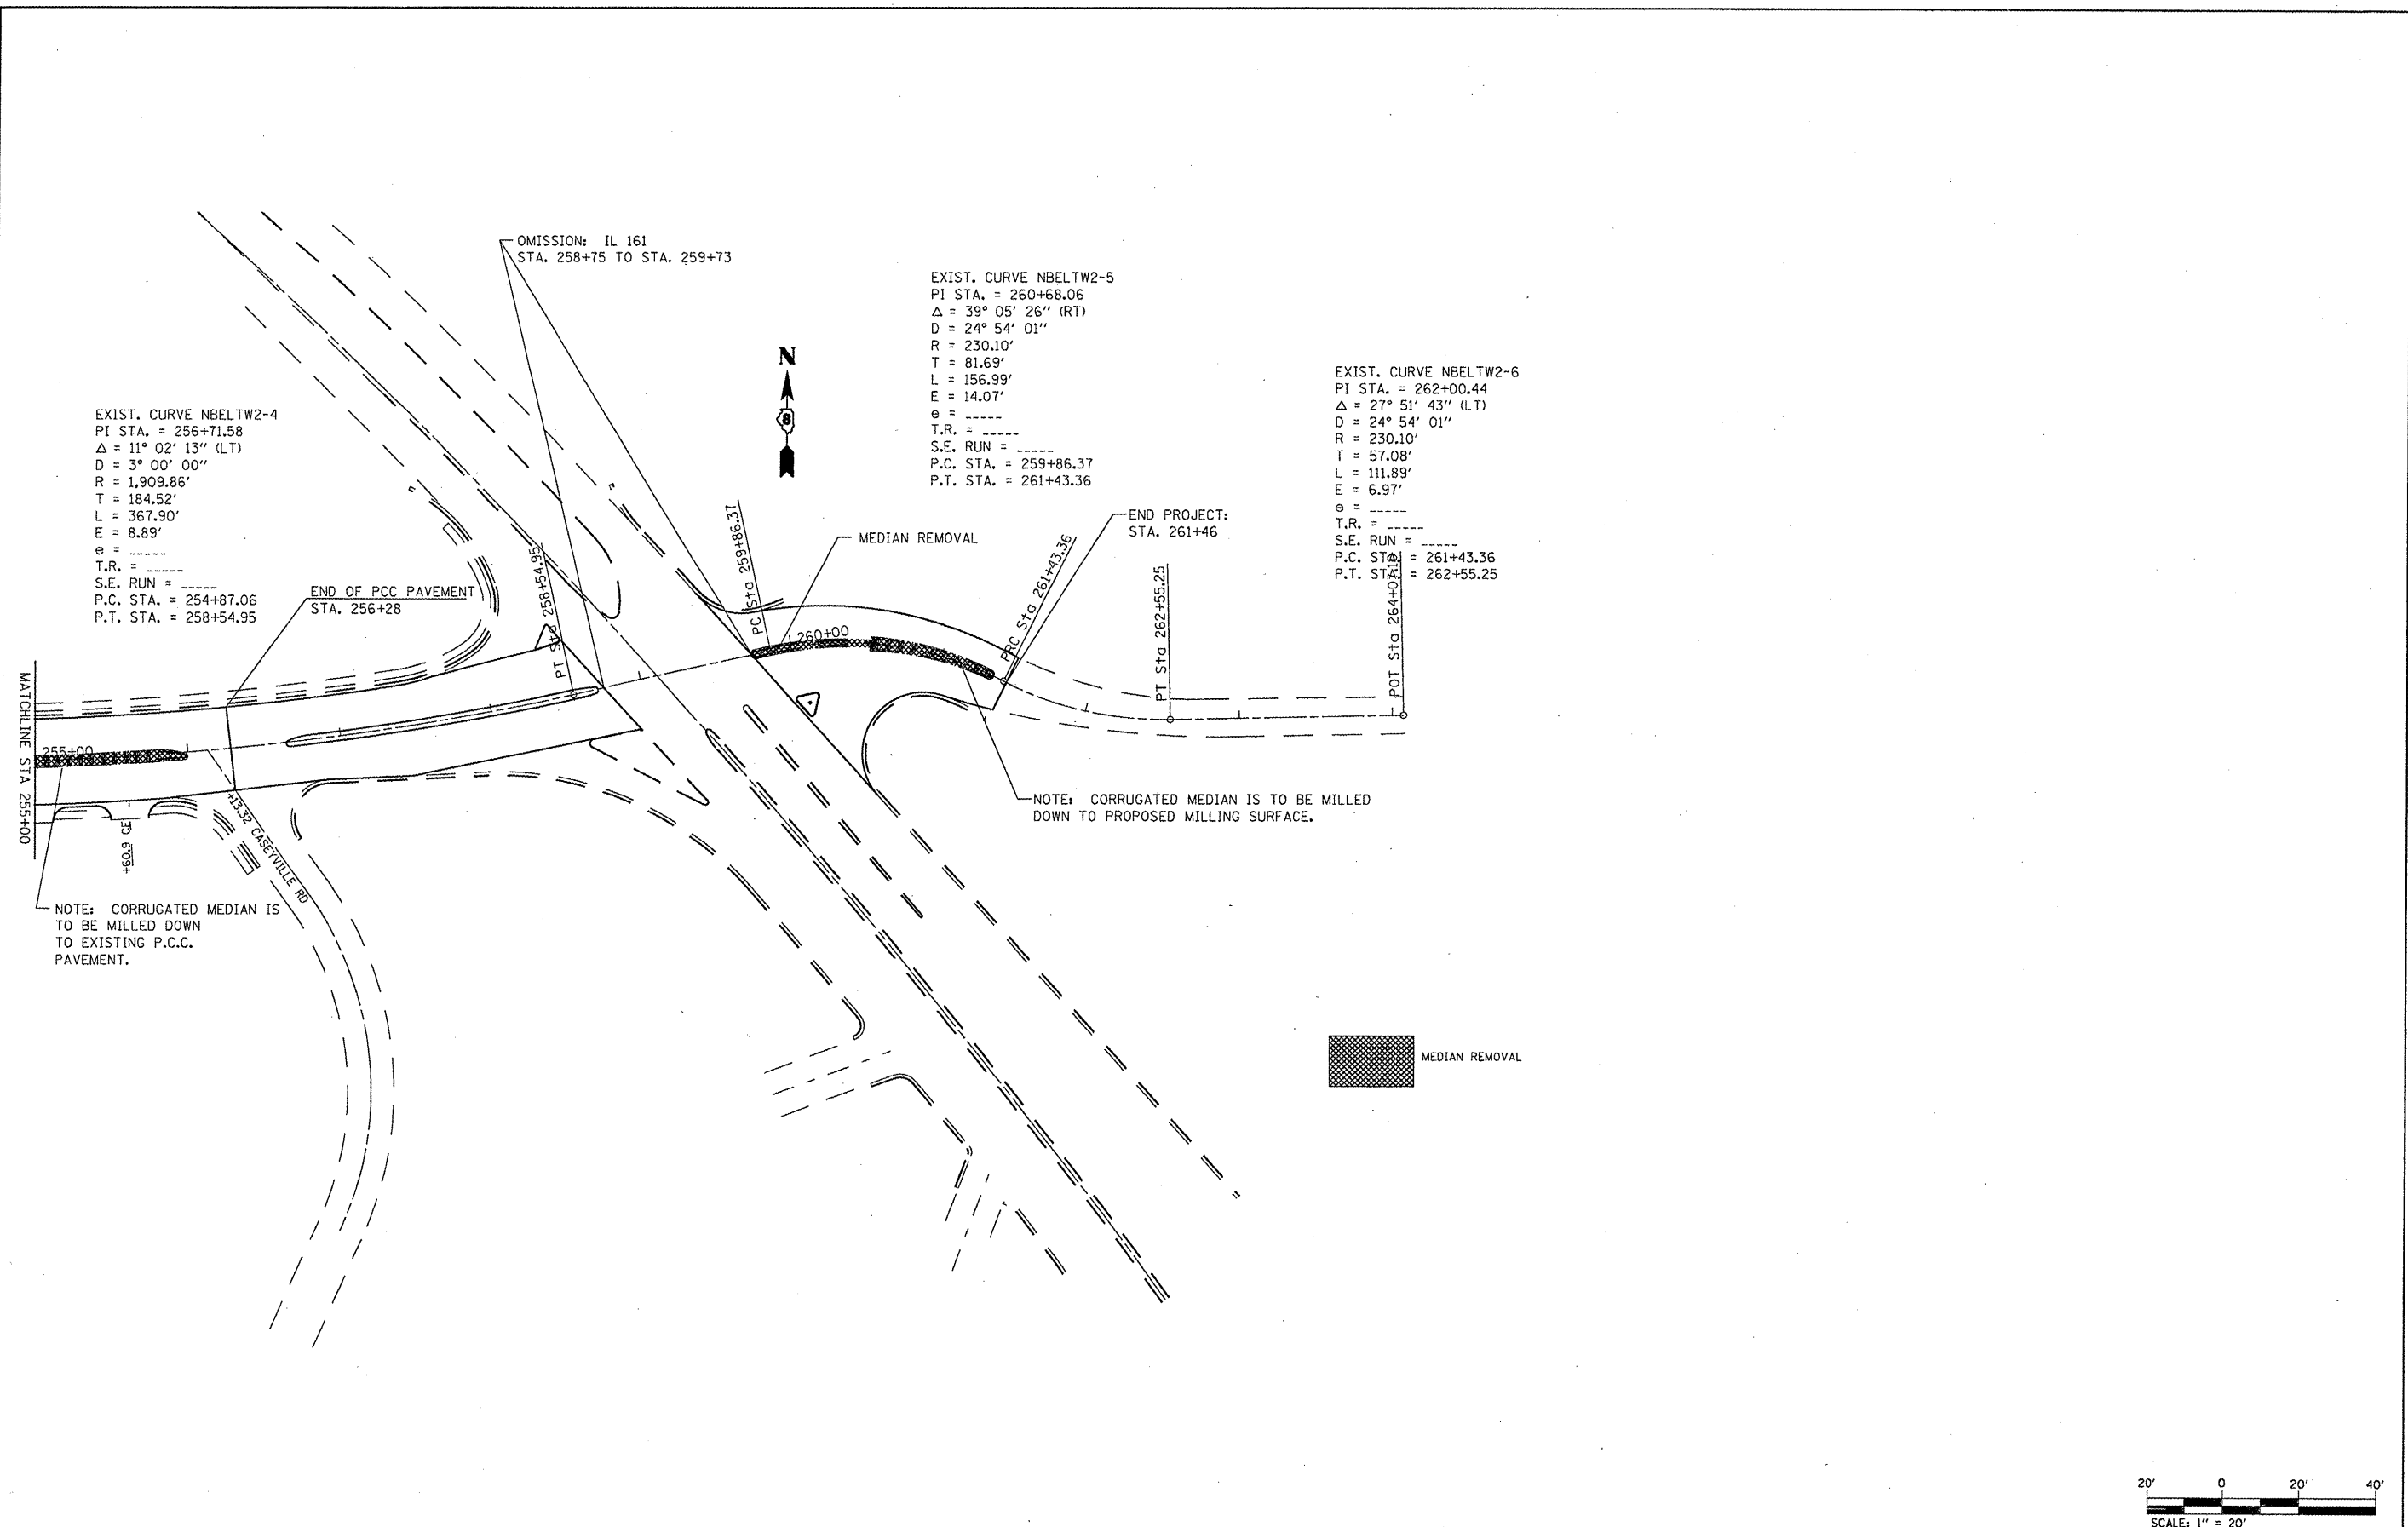 OMISSION: IL 161
STA. 258+75 TO STA. 259+73
EXIST. CURVE NBELTW2-5
PI STA. = 260+68.06
Δ = 39° 05' 26" (RT)
D = 24° 54' 01"
R = 230.10'
T = 81.69'
L = 156.99'
E = 14.07'
e = _____
T.R. = _____
S.E. RUN = _____
P.C. STA. = 259+86.37
P.T. STA. = 261+43.36
N
EXIST. CURVE NBELTW2-6
PI STA. = 262+00.44
Δ = 27° 51' 43" (LT)
D = 24° 54' 01"
R = 230.10'
T = 57.08'
L = 111.89'
E = 6.97'
e = _____
T.R. = _____
S.E. RUN = _____
P.C. STA. = 261+43.36
P.T. STA. = 262+55.25
EXIST. CURVE NBELTW2-4
PI STA. = 256+71.58
Δ = 11° 02' 13" (LT)
D = 3° 00' 00"
R = 1,909.86'
T = 184.52'
L = 367.90'
E = 8.89'
e = _____
T.R. = _____
S.E. RUN = _____
P.C. STA. = 254+87.06
P.T. STA. = 258+54.95
END OF PCC PAVEMENT
STA. 256+28
PT Sta 258+54.95
PC Sta 259+86.37
MEDIAN REMOVAL
END PROJECT:
STA. 261+46
PRC Sta 261+43.36
PT Sta 262+55.25
POT Sta
260+00
MATCHLINE STA 255+00
255+00
+60.9 CE
+13.32 CASEYVILLE RD
NOTE: CORRUGATED MEDIAN IS TO BE MILLED
DOWN TO PROPOSED MILLING SURFACE.
NOTE: CORRUGATED MEDIAN IS
TO BE MILLED DOWN
TO EXISTING P.C.C.
PAVEMENT.
MEDIAN REMOVAL
20' 0 20' 40'
SCALE: 1" = 20'